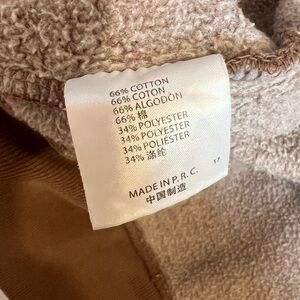 66% COTTON
66% COTON
66% ALGODÓN
66% 棉
34% POLYESTER
34% POLYESTER
34% POLIÉSTER
34% 涤纶
17
MADE IN P. R. C.
中国制造